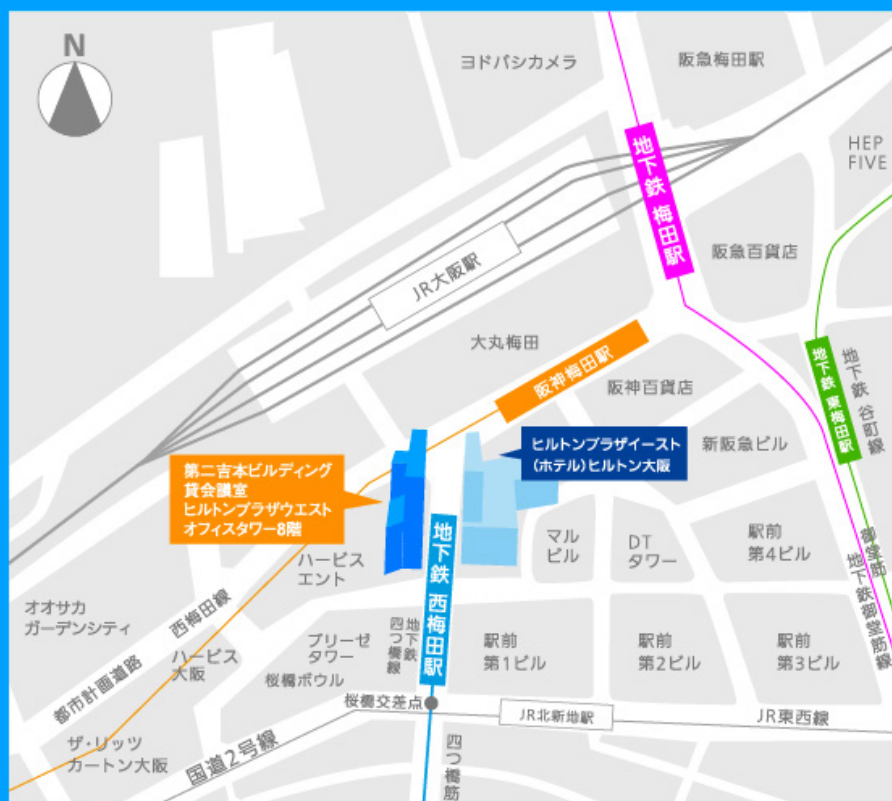 N
ヨドバシカメラ
阪急梅田駅
HEP
FIVE
地下鉄 梅田駅
阪急百貨店
JR大阪駅
大丸梅田
阪神梅田駅
阪神百貨店
地下鉄 東梅田駅
地下鉄 谷町線
新阪急ビル
ヒルトンプラザイースト
(ホテル)ヒルトン大阪
第二吉本ビルディング
貸会議室
ヒルトンプラザウエスト
オフィスタワー8階
地下鉄 西梅田駅
マル
ビル
DT
タワー
駅前
第4ビル
御堂筋
地下鉄御堂筋線
ハービス
エント
オオサカ
ガーデンシティ
西梅田線
都市計画道路
ハービス
大阪
ブリーゼ
タワー
地下鉄
四つ橋線
桜橋ボウル
駅前
第1ビル
駅前
第2ビル
駅前
第3ビル
桜橋交差点
JR北新地駅
JR東西線
ザ・リッツ
カートン大阪
国道2号線
四つ橋筋